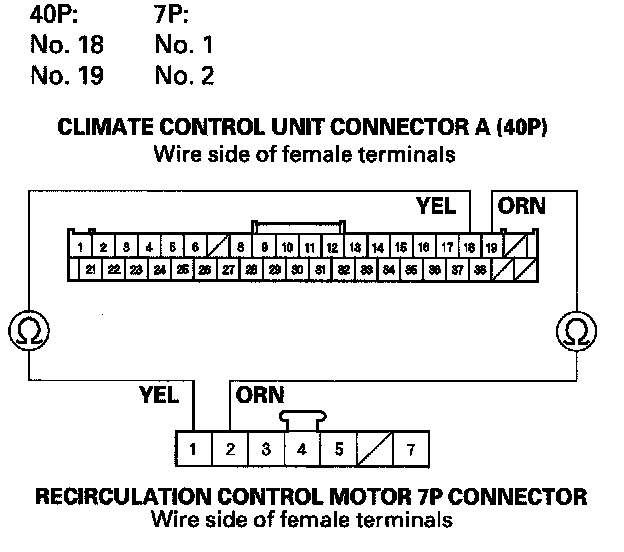 40P: 7P:
No. 18 No. 1
No. 19 No. 2
CLIMATE CONTROL UNIT CONNECTOR A (40P)
Wire side of female terminals
YEL ORN
1 2 3 4 5 6 8 9 10 11 12 13 14 15 16 17 18 19
21 22 23 24 25 26 27 28 29 30 31 32 33 34 35 36 37 38
Ω Ω
YEL ORN
1 2 3 4 5 7
RECIRCULATION CONTROL MOTOR 7P CONNECTOR
Wire side of female terminals